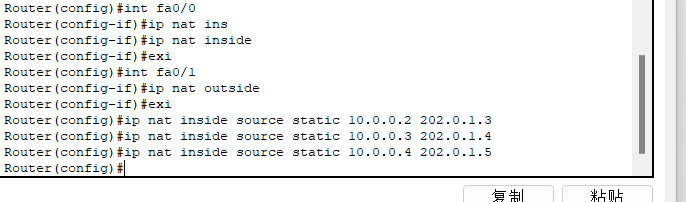 Router(config)#int fa0/0
Router(config-if)#ip nat ins
Router(config-if)#ip nat inside
Router(config-if)#exi
Router(config)#int fa0/1
Router(config-if)#ip nat outside
Router(config-if)#exi
Router(config)#ip nat inside source static 10.0.0.2 202.0.1.3
Router(config)#ip nat inside source static 10.0.0.3 202.0.1.4
Router(config)#ip nat inside source static 10.0.0.4 202.0.1.5
Router(config)#
复制 粘贴